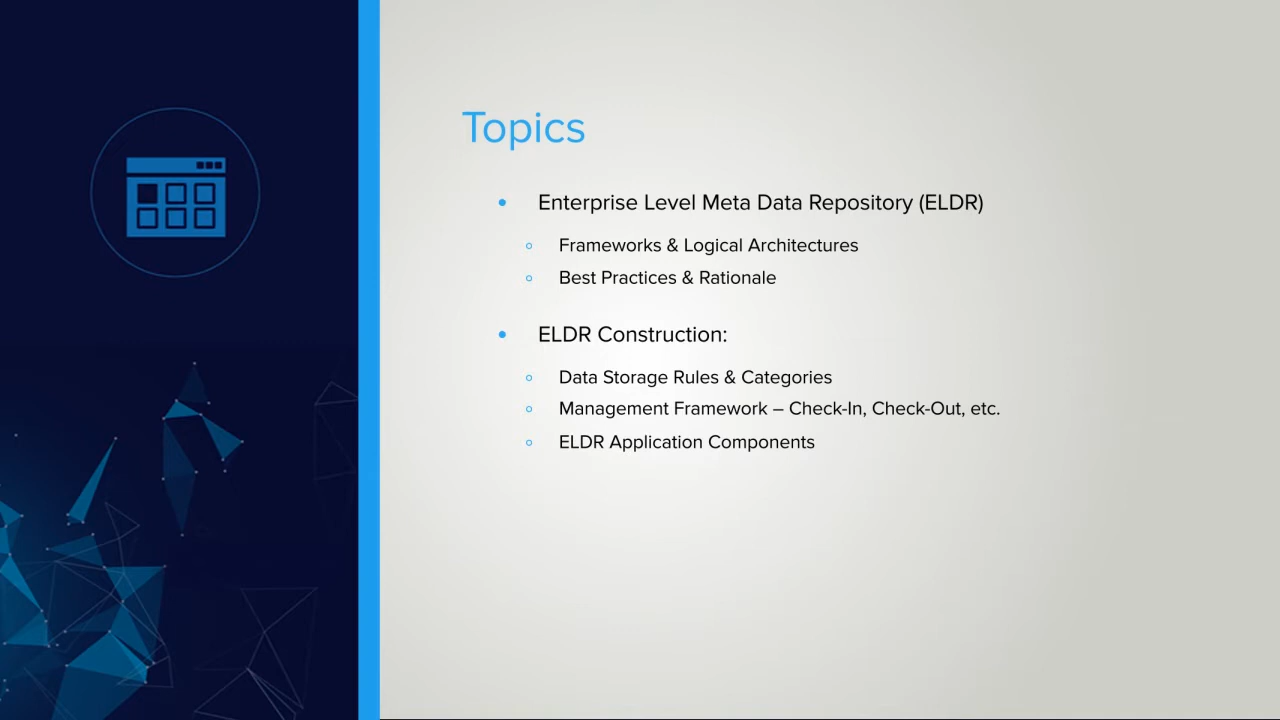 Topics
• Enterprise Level Meta Data Repository (ELDR)
○ Frameworks & Logical Architectures
○ Best Practices & Rationale
• ELDR Construction:
○ Data Storage Rules & Categories
○ Management Framework – Check-In, Check-Out, etc.
○ ELDR Application Components